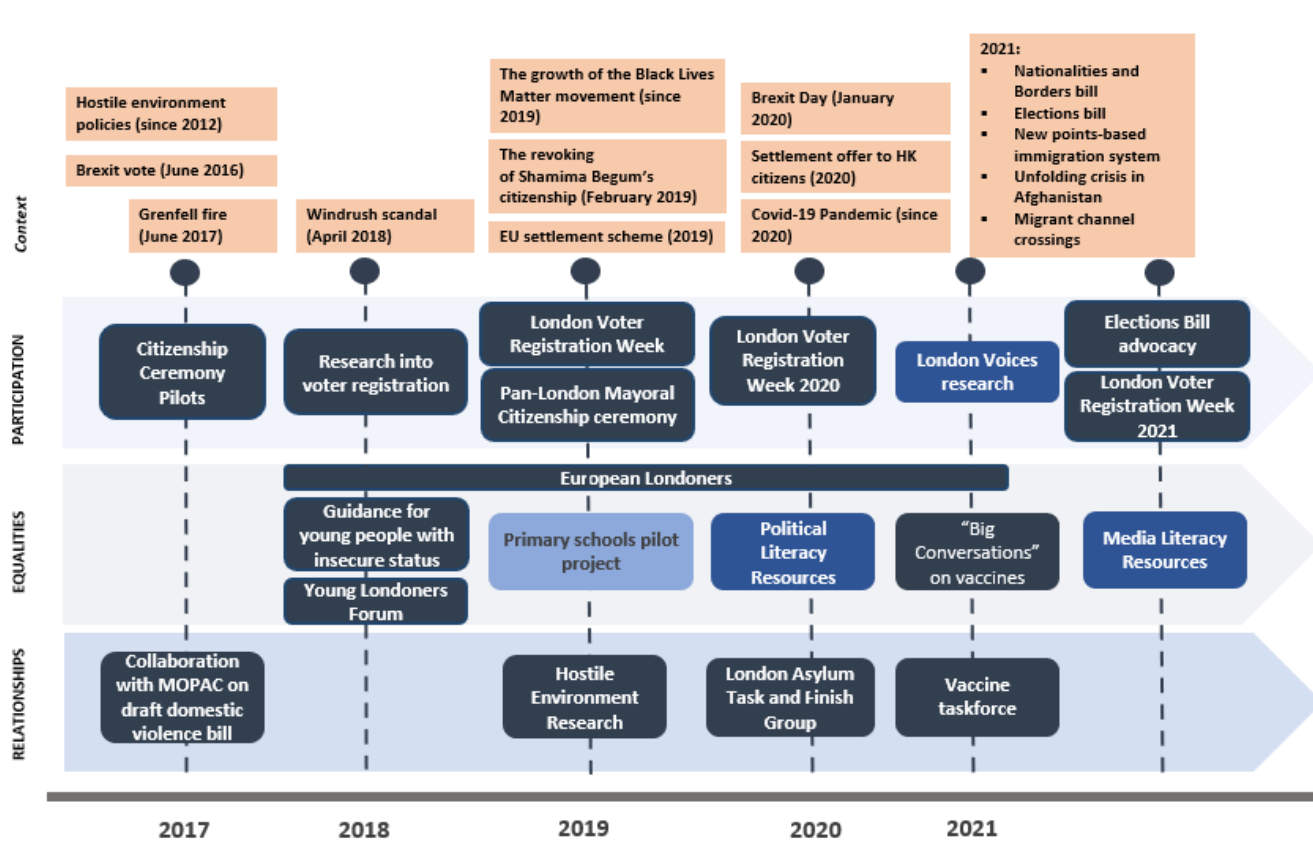 Hostile environment
policies (since 2012)
Brexit vote (June 2016)
Grenfell fire
(June 2017)
Windrush scandal
(April 2018)
The growth of the Black Lives
Matter movement (since
2019)
The revoking
of Shamima Begum's
citizenship (February 2019)
EU settlement scheme (2019)
Brexit Day (January
2020)
Settlement offer to HK
citizens (2020)
Covid-19 Pandemic (since
2020)
2021:
▪ Nationalities and
Borders bill
▪ Elections bill
▪ New points-based
immigration system
▪ Unfolding crisis in
Afghanistan
▪ Migrant channel
crossings
Context
PARTICIPATION
Citizenship
Ceremony
Pilots
Research into
voter registration
London Voter
Registration Week
Pan-London Mayoral
Citizenship ceremony
London Voter
Registration
Week 2020
London Voices
research
Elections Bill
advocacy
London Voter
Registration Week
2021
EQUALITIES
European Londoners
Guidance for
young people with
insecure status
Young Londoners
Forum
Primary schools pilot
project
Political
Literacy
Resources
“Big
Conversations”
on vaccines
Media Literacy
Resources
RELATIONSHIPS
Collaboration
with MOPAC on
draft domestic
violence bill
Hostile
Environment
Research
London Asylum
Task and Finish
Group
Vaccine
taskforce
2017
2018
2019
2020
2021